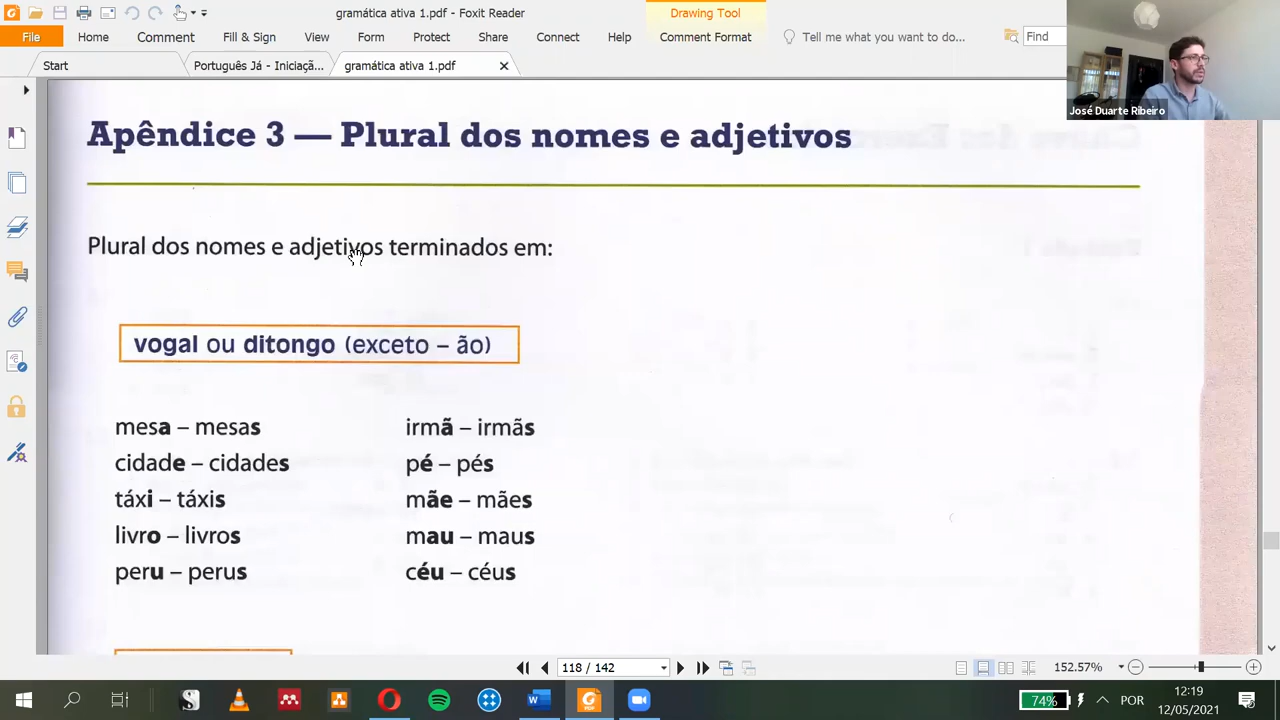 gramática ativa 1.pdf - Foxit Reader
Drawing Tool
File Home Comment Fill & Sign View Form Protect Share Connect Help Comment Format Tell me what you want to do... Find
Start Português Já - Iniciaçã... gramática ativa 1.pdf
José Duarte Ribeiro
Apêndice 3 — Plural dos nomes e adjetivos
Plural dos nomes e adjetivos terminados em:
vogal ou ditongo (exceto – ão)
mesa – mesas
cidade – cidades
táxi – táxis
livro – livros
peru – perus
irmã – irmãs
pé – pés
mãe – mães
mau – maus
céu – céus
118 / 142
152.57%
74%
POR
12:19
12/05/2021